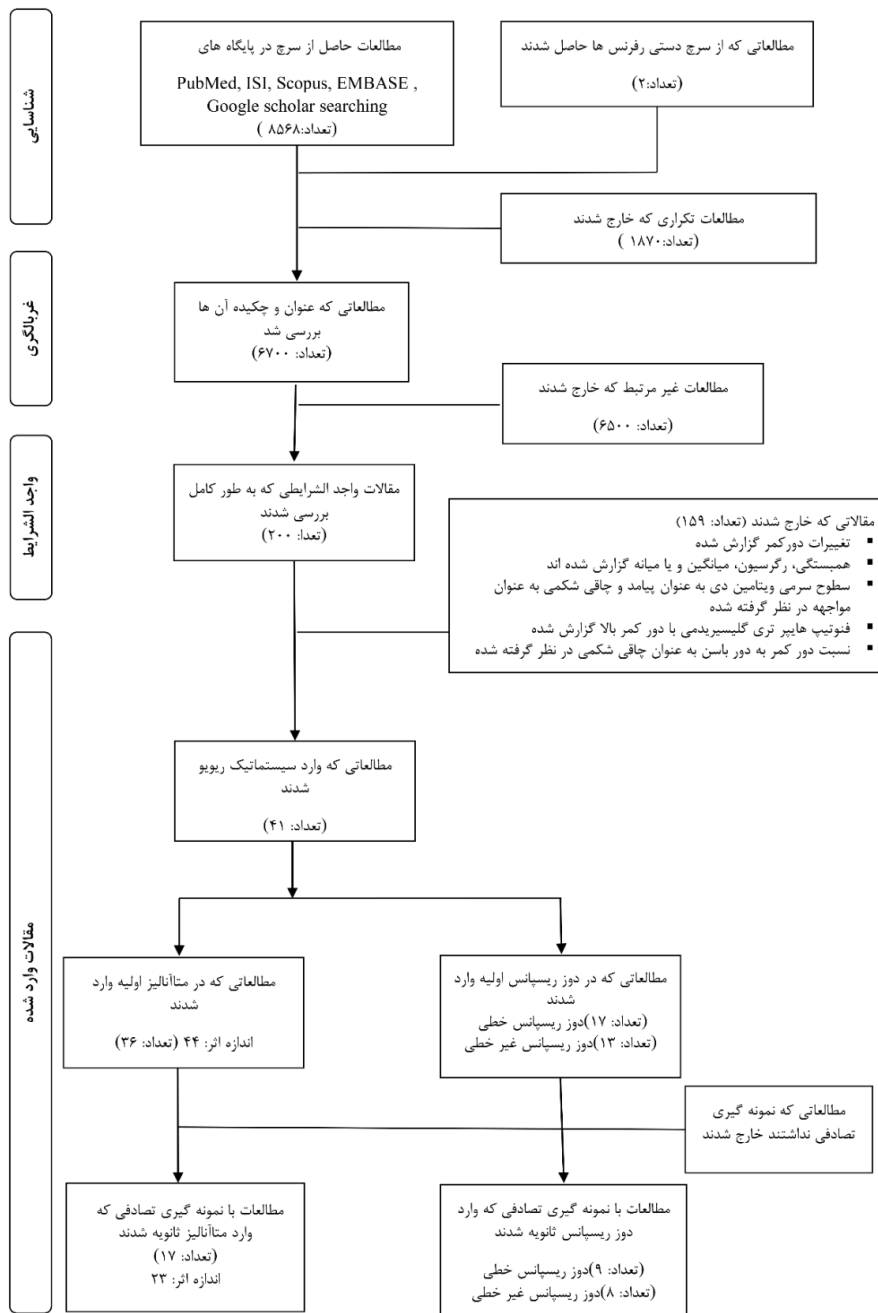 شناسایی
مطالعات حاصل از سرچ در پایگاه های
PubMed, ISI, Scopus, EMBASE ,
Google scholar searching
(تعداد:۸۵۶۸ )
مطالعاتی که از سرچ دستی رفرنس ها حاصل شدند
(تعداد:۲)
مطالعات تکراری که خارج شدند
(تعداد:۱۸۷۰ )
غربالگری
مطالعاتی که عنوان و چکیده آن ها
بررسی شد
(تعداد: ۶۷۰۰)
مطالعات غیر مرتبط که خارج شدند
(تعداد: ۶۵۰۰)
واجد الشرایط
مقالات واجد الشرایطی که به طور کامل
بررسی شدند
(تعدا: ۲۰۰)
مقالاتی که خارج شدند (تعداد: ۱۵۹)
▪ تغییرات دورکمر گزارش شده
▪ همبستگی، رگرسیون، میانگین و یا میانه گزارش شده اند
▪ سطوح سرمی ویتامین دی به عنوان پیامد و چاقی شکمی به عنوان
مواجهه در نظر گرفته شده
▪ فنوتیپ هایپر تری گلیسیریدمی با دور کمر بالا گزارش شده
▪ نسبت دور کمر به دور باسن به عنوان چاقی شکمی در نظر گرفته شده
مقالات وارد شده
مطالعاتی که وارد سیستماتیک ریویو
شدند
(تعداد: ۴۱)
مطالعاتی که در متاآنالیز اولیه وارد
شدند
اندازه اثر: ۴۴ (تعداد: ۳۶)
مطالعاتی که در دوز ریسپانس اولیه وارد
شدند
(تعداد: ۱۷)دوز ریسپانس خطی
(تعداد: ۱۳)دوز ریسپانس غیر خطی
مطالعاتی که نمونه گیری
تصادفی نداشتند خارج شدند
مطالعات با نمونه گیری تصادفی که
وارد متاآنالیز ثانویه شدند
(تعداد: ۱۷)
اندازه اثر: ۲۳
مطالعات با نمونه گیری تصادفی که وارد
دوز ریسپانس ثانویه شدند
(تعداد: ۹)دوز ریسپانس خطی
(تعداد: ۸)دوز ریسپانس غیر خطی